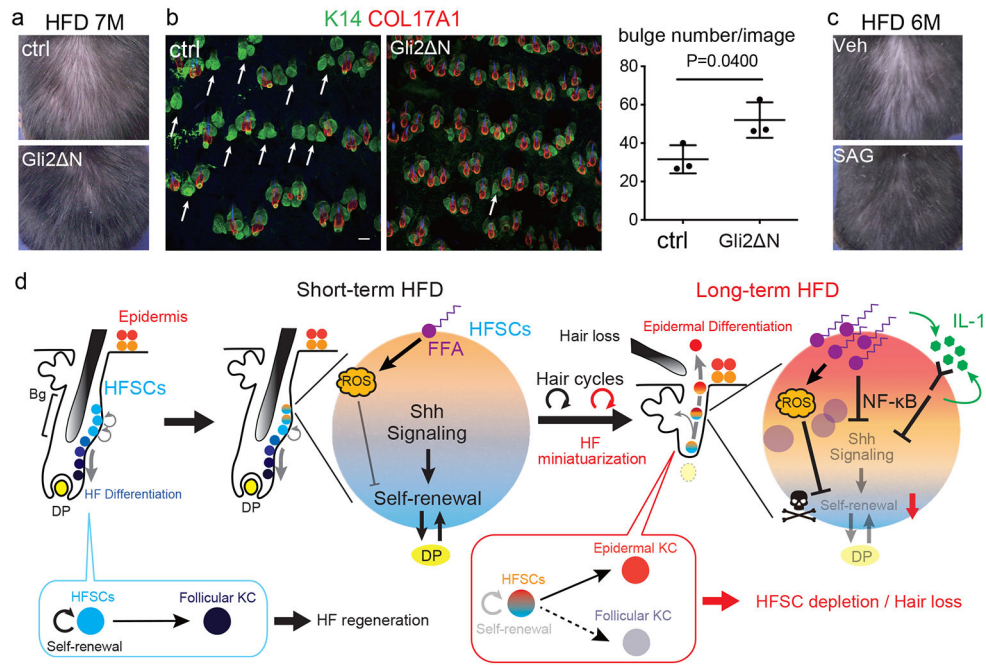 a
HFD 7M
ctrl
Gli2ΔN
b
K14 COL17A1
ctrl
Gli2ΔN
bulge number/image
P=0.0400
80
60
40
20
0
ctrl
Gli2ΔN
c
HFD 6M
Veh
SAG
d
Short-term HFD
Long-term HFD
Epidermis
HFSCs
Bg
HF Differentiation
DP
DP
HFSCs
FFA
ROS
Shh
Signaling
Self-renewal
DP
Hair loss
Hair cycles
HF
miniatuarization
Epidermal Differentiation
IL-1
ROS
NF-κB
Shh
Signaling
Self-renewal
DP
HFSCs
Follicular KC
Self-renewal
HF regeneration
Epidermal KC
HFSCs
Self-renewal
Follicular KC
HFSC depletion / Hair loss